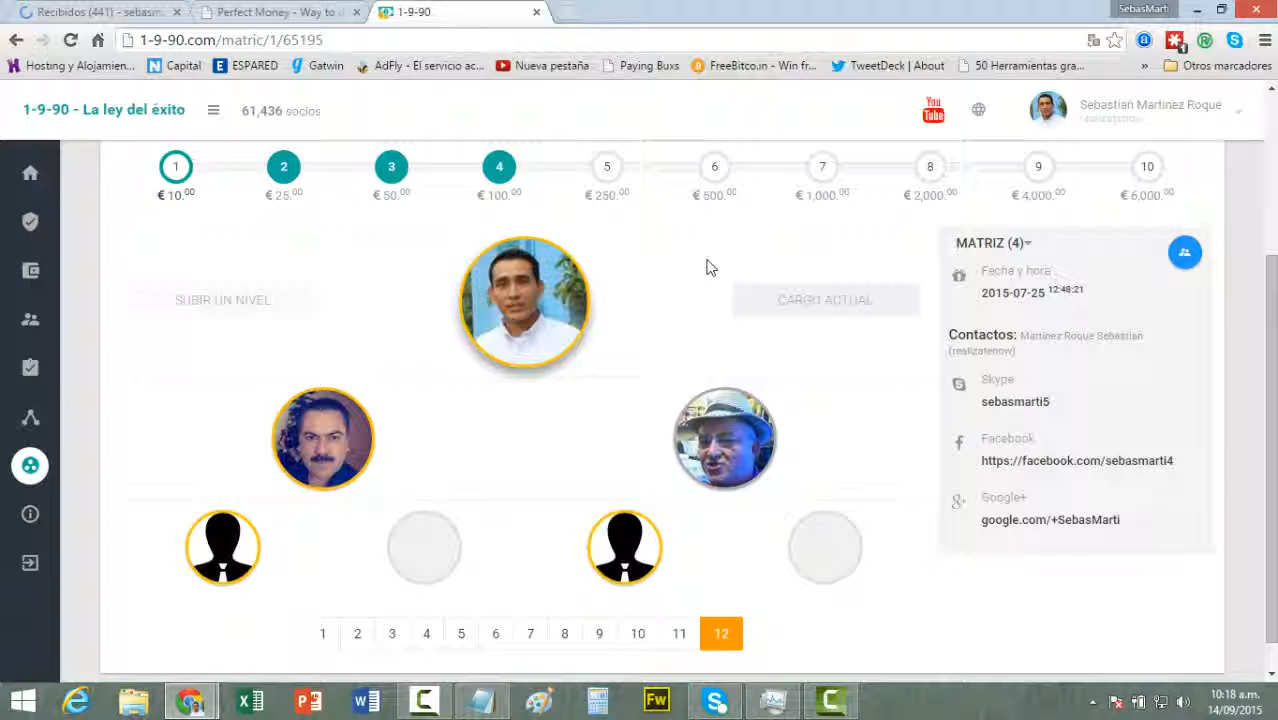 Recibidos (441) - sebasm
Perfect Money - Way to d
1-9-90
SebasMarti
1-9-90.com/matric/1/65195
Hosting y Alojamien...
Capital
ESPARED
Gatwin
AdFly - El servicio ac...
Nueva pestaña
Paying Buxs
FreeBitco.in - Win fr...
TweetDeck | About
50 Herramientas gra...
»
Otros marcadores
1-9-90 - La ley del éxito
61,436 socios
You Tube
Sebastian Martinez Roque
1 2 3 4 5 6 7 8 9 10
€ 10.00 € 25.00 € 50.00 € 100.00 € 250.00 € 500.00 € 1,000.00 € 2,000.00 € 4,000.00 € 6,000.00
SUBIR UN NIVEL
CARGO ACTUAL
MATRIZ (4)
Fecha y hora
2015-07-25 12:48:21
Contactos: Martinez Roque Sebastian
(realizatenow)
Skype
sebasmarti5
Facebook
https://facebook.com/sebasmarti4
Google+
google.com/+SebasMarti
1 2 3 4 5 6 7 8 9 10 11 12
Fw
10:18 a.m.
14/09/2015